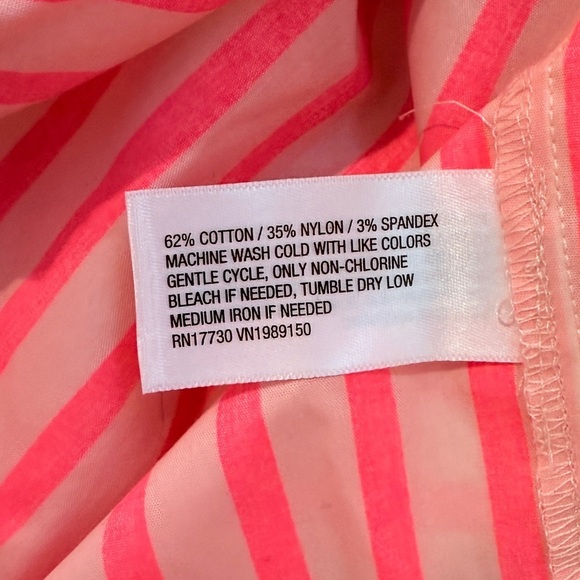 62% COTTON / 35% NYLON / 3% SPANDEX
MACHINE WASH COLD WITH LIKE COLORS
GENTLE CYCLE, ONLY NON-CHLORINE
BLEACH IF NEEDED, TUMBLE DRY LOW
MEDIUM IRON IF NEEDED
RN17730 VN1989150